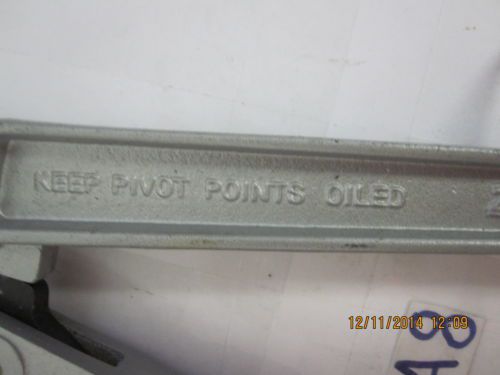 KEEP PIVOT POINTS OILED
12/11/2014 12:09